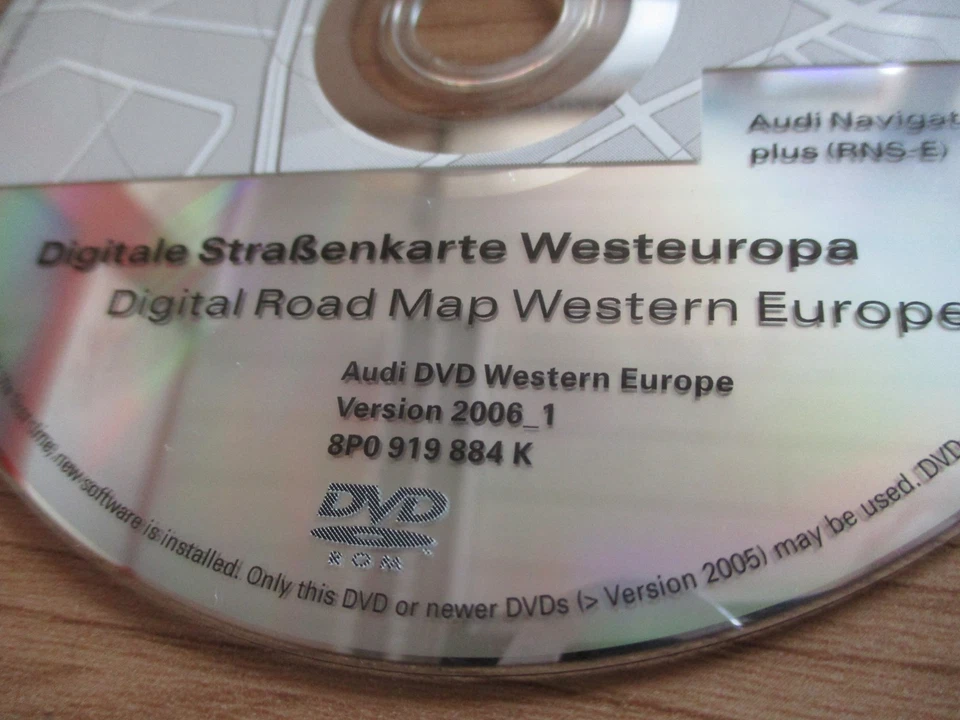 Audi Navigat
plus (RNS-E)
Digitale Straßenkarte Westeuropa
Digital Road Map Western Europe
Audi DVD Western Europe
Version 2006_1
8P0 919 884 K
DVD
ROM
time, new software is installed. Only this DVD or newer DVDs (> Version 2005) may be used. DVD